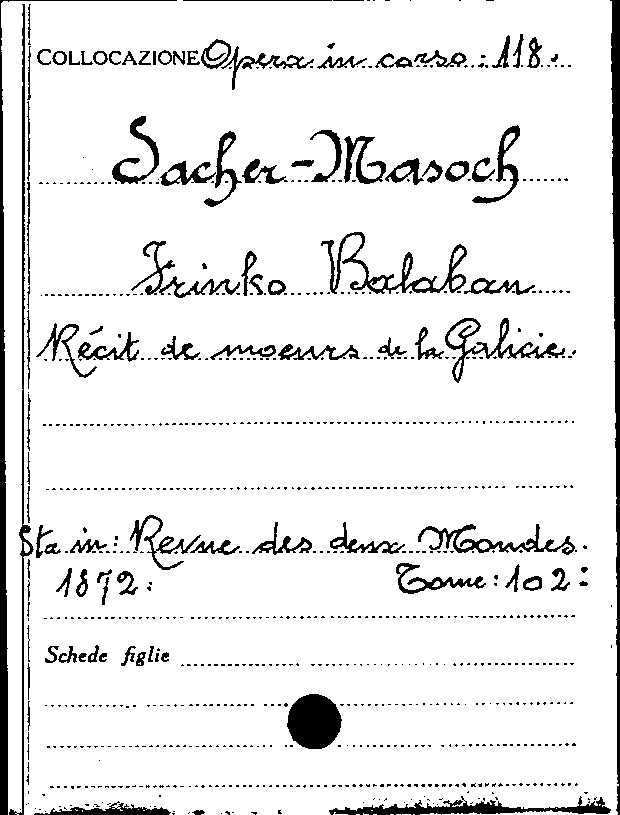 COLLOCAZIONE Opera in corso: 118.
Sacher-Masoch
Frinko Balaban
Récit de moeurs de la Galicie.
Sta in: Revue des deux Mondes.
1872. Tome: 102:
Schede figlie